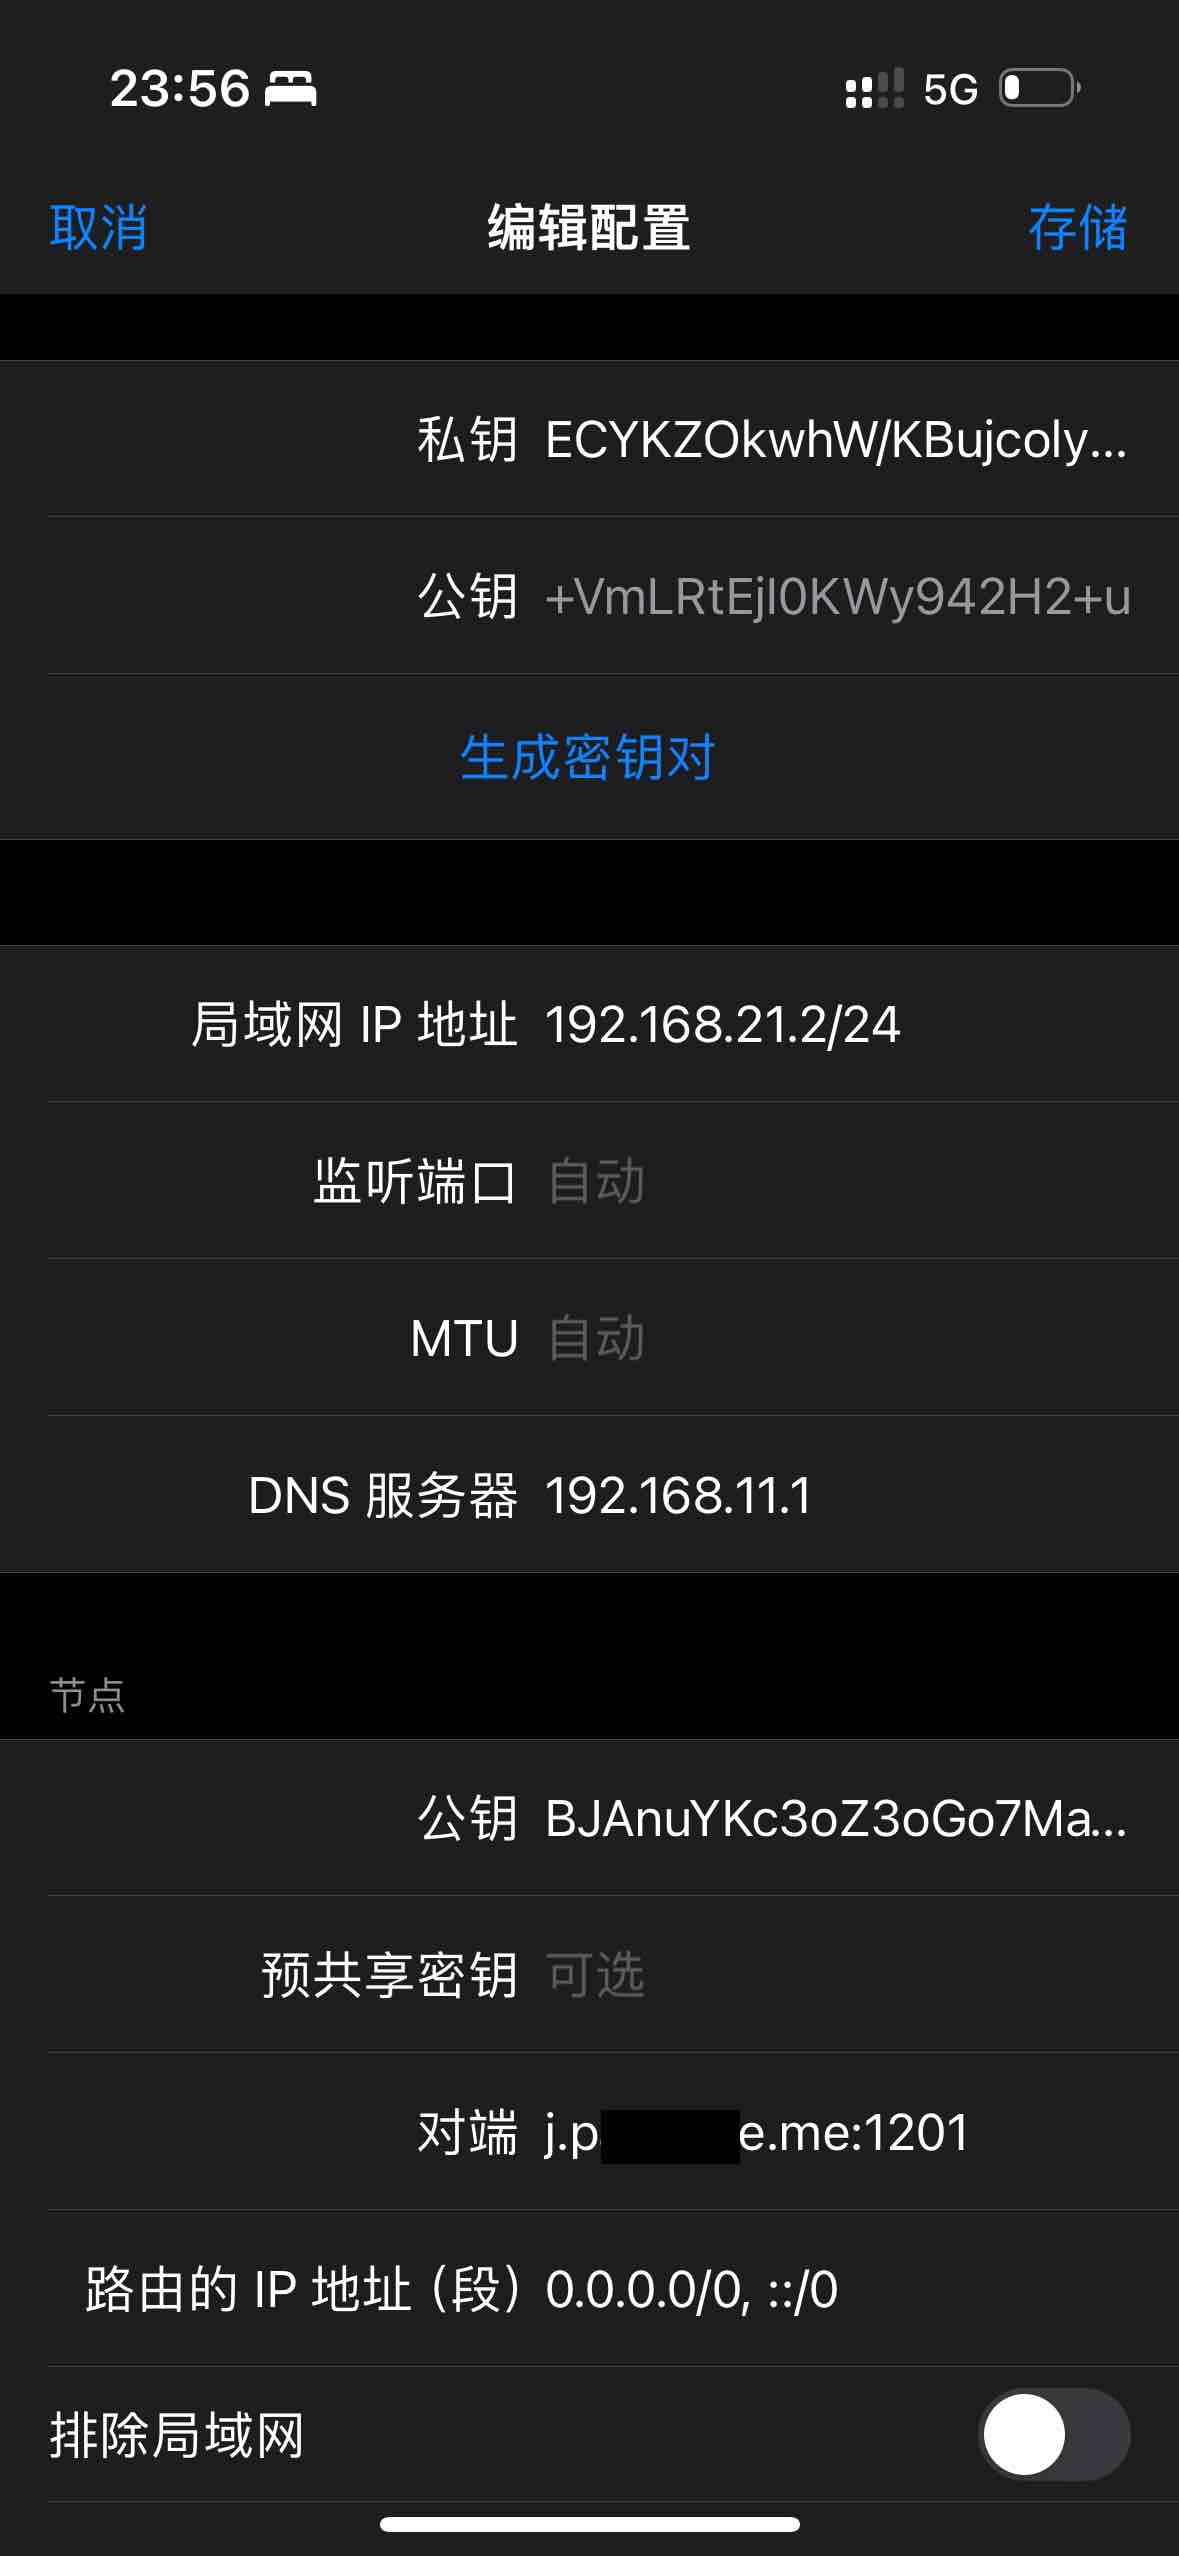 23:56
5G
取消
编辑配置
存储
私钥 ECYKZOkwhW/KBujcoly...
公钥 +VmLRtEjl0KWy942H2+u
生成密钥对
局域网 IP 地址 192.168.21.2/24
监听端口 自动
MTU 自动
DNS 服务器 192.168.11.1
节点
公钥 BJAnuYKc3oZ3oGo7Ma...
预共享密钥 可选
对端 j.p e.me:1201
路由的 IP 地址（段） 0.0.0.0/0, ::/0
排除局域网